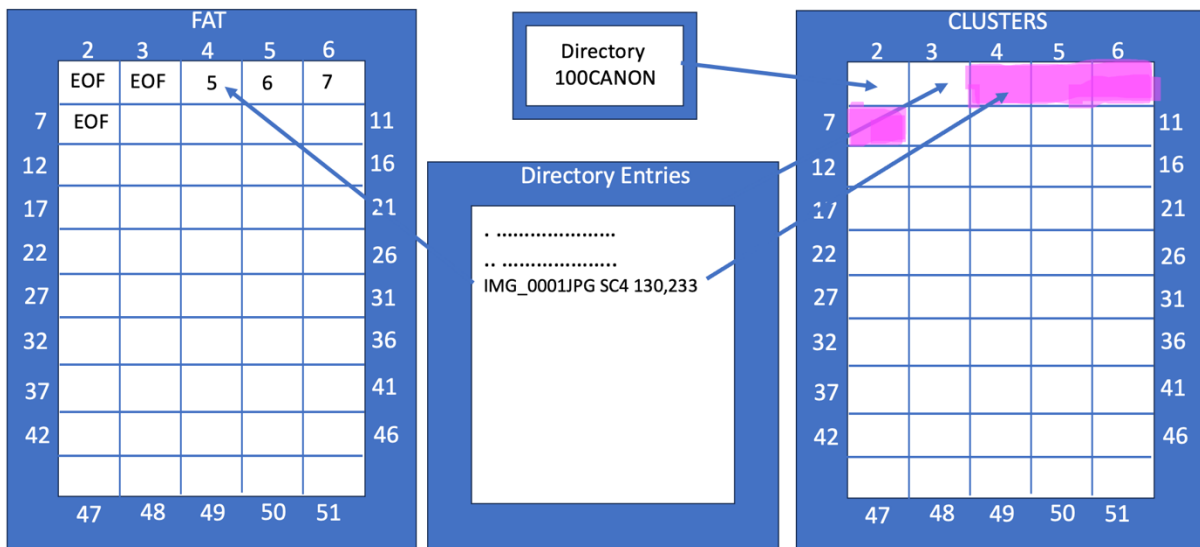 FAT
2 3 4 5 6
EOF EOF 5 6 7
7 EOF 11
12 16
17 21
22 26
27 31
32 36
37 41
42 46
47 48 49 50 51
Directory
100CANON
Directory Entries
. .....................
.. ....................
IMG_0001JPG SC4 130,233
CLUSTERS
2 3 4 5 6
7 11
12 16
17 21
22 26
27 31
32 36
37 41
42 46
47 48 49 50 51